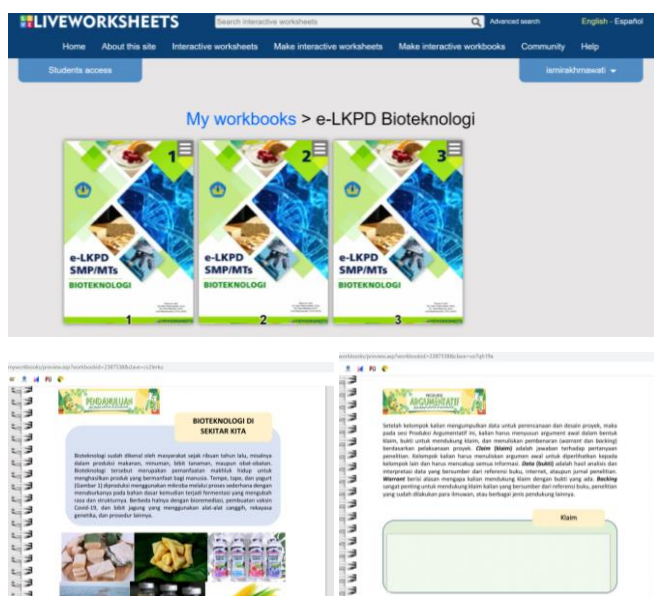 LIVEWORKSHEETS
Search interactive worksheets
Advanced search
English - Español
Home About this site Interactive worksheets Make interactive worksheets Make interactive workbooks Community Help
Students access
ismirakhmawati
My workbooks > e-LKPD Bioteknologi
1
e-LKPD
SMP/MTs
BIOTEKNOLOGI
1
2
e-LKPD
SMP/MTs
BIOTEKNOLOGI
2
3
e-LKPD
SMP/MTs
BIOTEKNOLOGI
3
PENDAHULUAN
BIOTEKNOLOGI DI
SEKITAR KITA
Bioteknologi sudah dikenal oleh masyarakat sejak ribuan tahun lalu, misalnya
dalam produksi makanan, minuman, bibit tanaman, maupun obat-obatan.
Bioteknologi tersebut merupakan pemanfaatan makhluk hidup untuk
menghasilkan produk yang bermanfaat bagi manusia. Tempe, tape, dan yogurt
(Gambar 1) diproduksi menggunakan mikroba melalui proses sederhana dengan
menaburkannya pada bahan dasar kemudian terjadi fermentasi yang mengubah
rasa dan strukturnya. Berbeda halnya dengan bioremediasi, pembuatan vaksin
Covid-19, dan bibit jagung yang menggunakan alat-alat canggih, rekayasa
genetika, dan prosedur lainnya.
ARGUMENTATIF
Setelah kelompok kalian mengumpulkan data untuk perencanaan dan desain proyek, maka
pada sesi Produksi Argumentatif ini, kalian harus menyusun argumen awal dalam bentuk
klaim, bukti untuk mendukung klaim, dan menuliskan pembenaran (warrant dan backing)
berdasarkan pelaksanaan proyek. Claim (klaim) adalah jawaban terhadap pertanyaan
penelitian. Kelompok kalian harus menuliskan argumen awal untuk diperlihatkan kepada
kelompok lain dan harus mencakup semua informasi. Data (bukti) adalah hasil analisis dan
interpretasi data yang bersumber dari referensi buku, internet, ataupun jurnal penelitian.
Warrant berisi alasan mengapa kalian mendukung klaim dengan bukti yang ada. Backing
sangat penting untuk mendukung klaim kalian yang bersumber dari referensi buku, penelitian
yang sudah dilakukan para ilmuwan, atau berbagai jenis pendukung lainnya.
Klaim